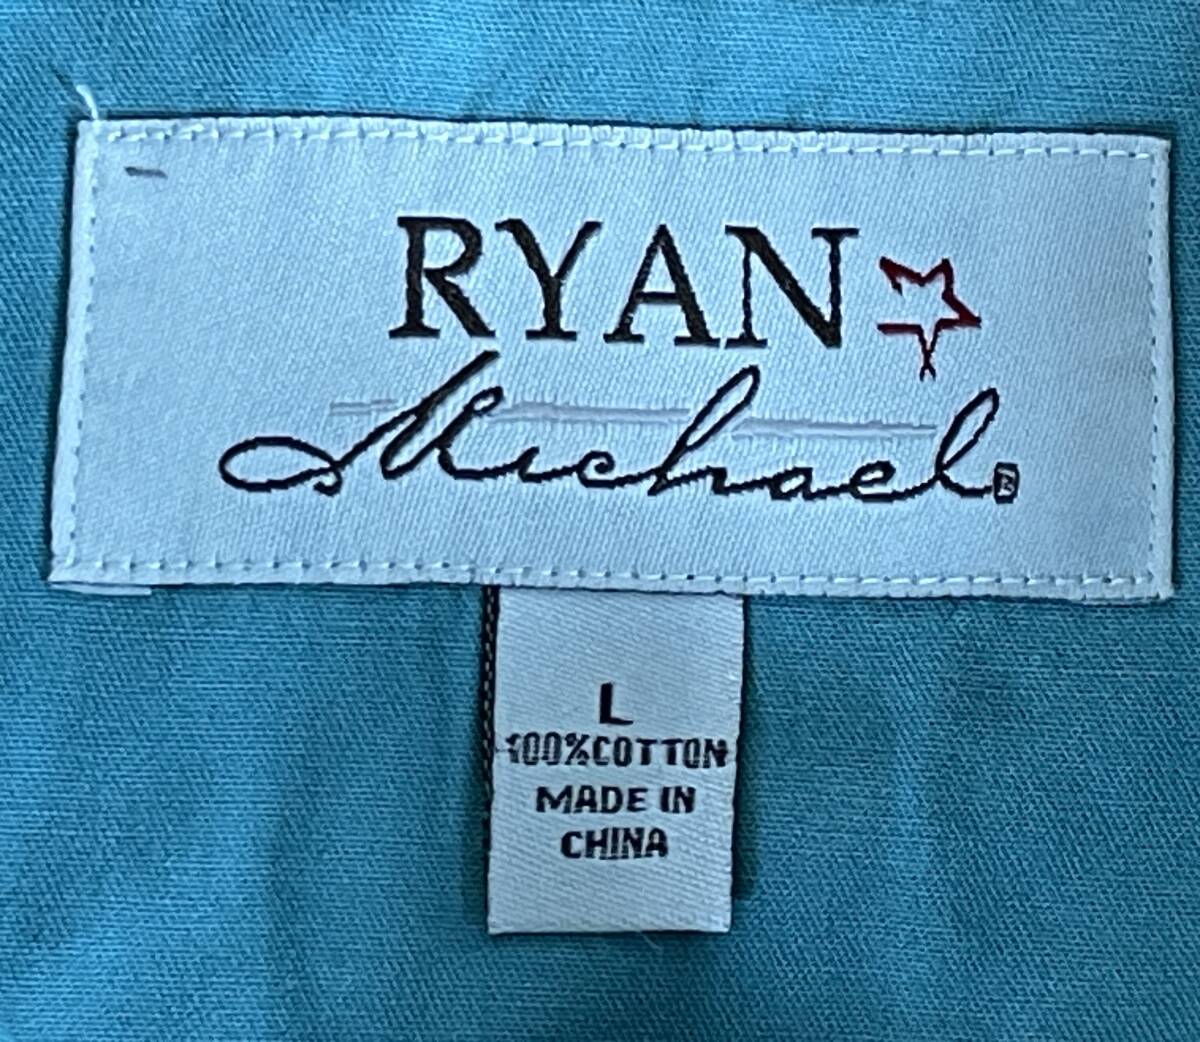 RYAN
Michael®
L
100%COTTON
MADE IN
CHINA